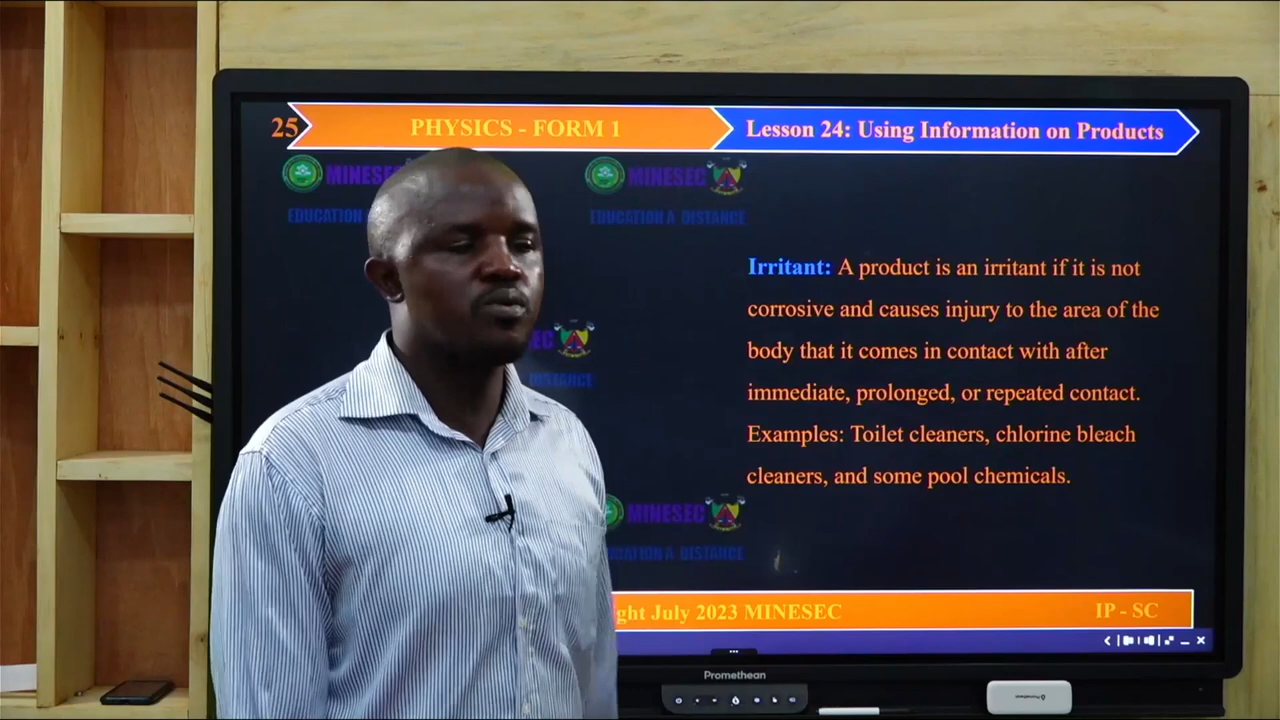 25
PHYSICS - FORM 1
Lesson 24: Using Information on Products
MINESEC
MINESEC
EDUCATION
EDUCATION A DISTANCE
Irritant: A product is an irritant if it is not
corrosive and causes injury to the area of the
body that it comes in contact with after
immediate, prolonged, or repeated contact.
Examples: Toilet cleaners, chlorine bleach
cleaners, and some pool chemicals.
DISTANCE
MINESEC
A DISTANCE
July 2023 MINESEC
IP - SC
Promethean